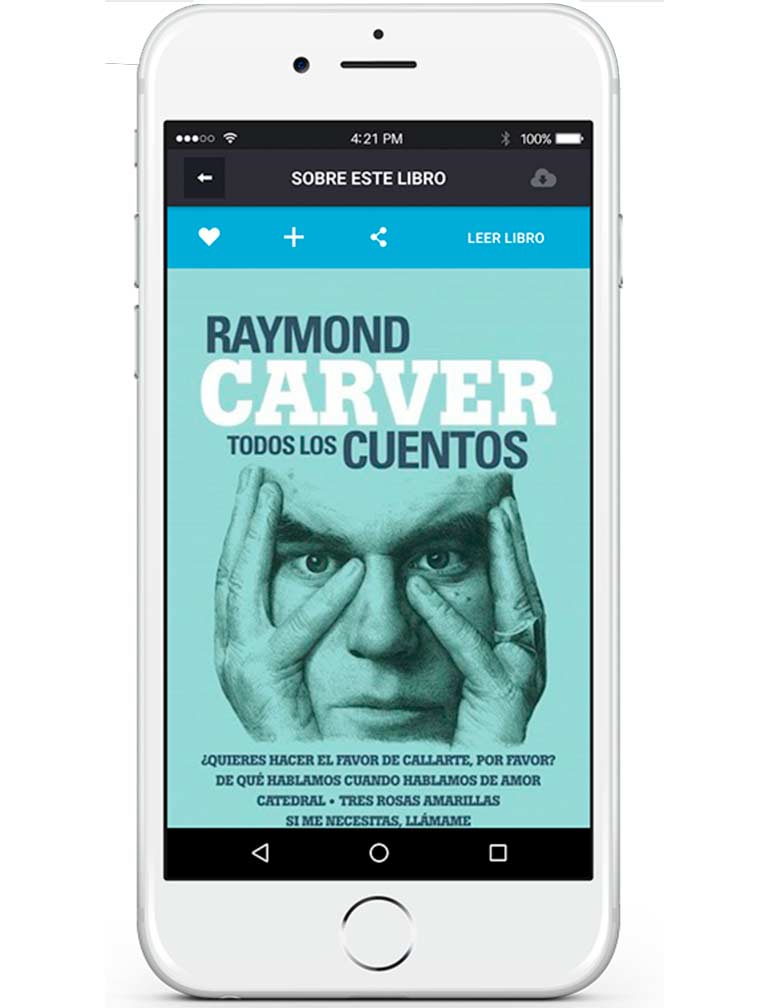 4:21 PM
100%
SOBRE ESTE LIBRO
LEER LIBRO
RAYMOND
CARVER
TODOS LOS CUENTOS
¿QUIERES HACER EL FAVOR DE CALLARTE, POR FAVOR?
DE QUÉ HABLAMOS CUANDO HABLAMOS DE AMOR
CATEDRAL • TRES ROSAS AMARILLAS
SI ME NECESITAS, LLÁMAME